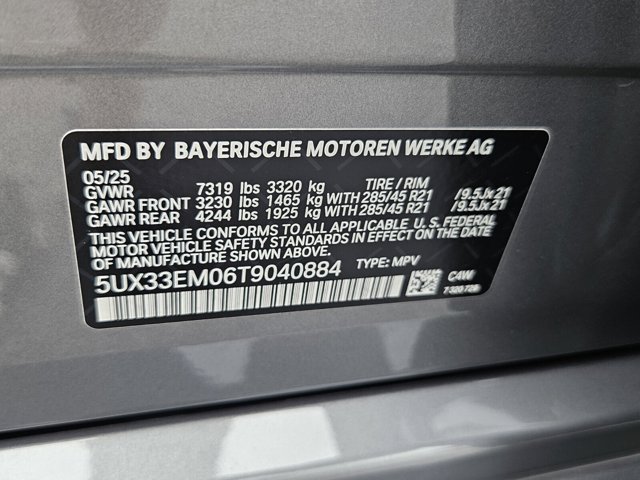 MFD BY BAYERISCHE MOTOREN WERKE AG
05/25
GVWR 7319 lbs 3320 kg TIRE / RIM
GAWR FRONT 3230 lbs 1465 kg WITH 285/45 R21 /9.5Jx21
GAWR REAR 4244 lbs 1925 kg WITH 285/45 R21 /9.5Jx21
THIS VEHICLE CONFORMS TO ALL APPLICABLE U.S. FEDERAL
MOTOR VEHICLE SAFETY STANDARDS IN EFFECT ON THE DATE
OF MANUFACTURE SHOWN ABOVE.
5UX33EM06T9040884 TYPE: MPV
C4W
7 320 728